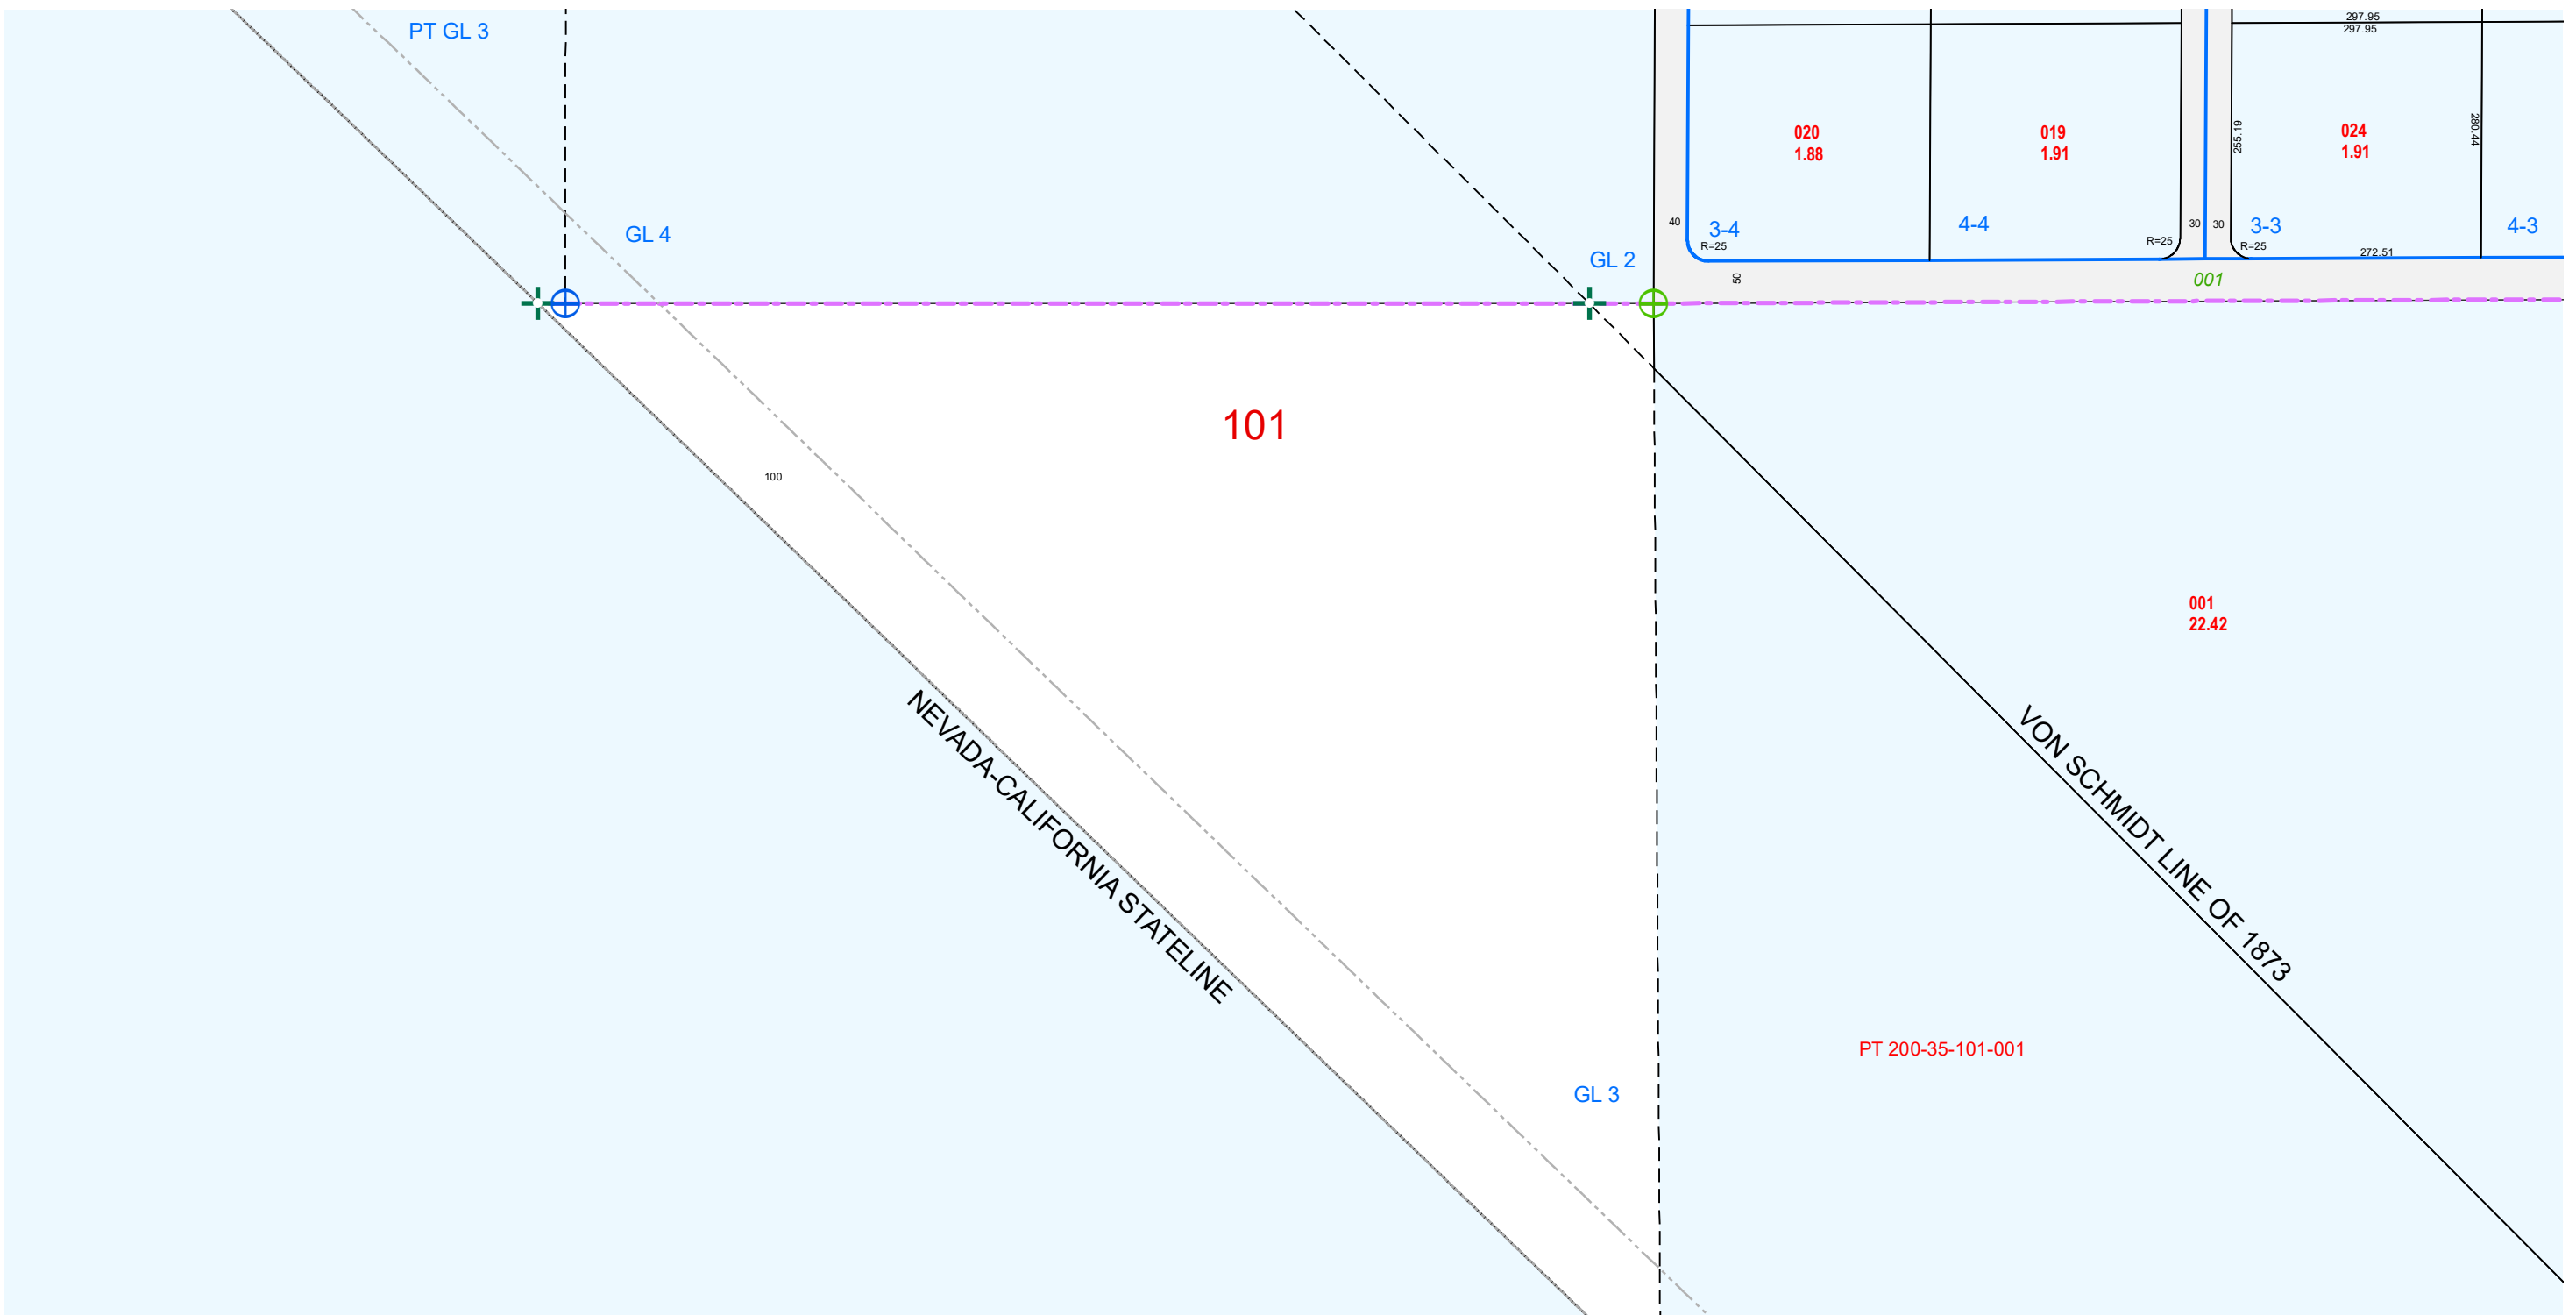 PT GL 3
297.95
297.95
020
1.88
019
1.91
255.19
024
1.91
280.44
GL 4
GL 2
40
3-4
R=25
4-4
R=25
30
30
3-3
R=25
272.51
4-3
50
001
101
100
001
22.42
NEVADA-CALIFORNIA STATELINE
VON SCHMIDT LINE OF 1873
PT 200-35-101-001
GL 3